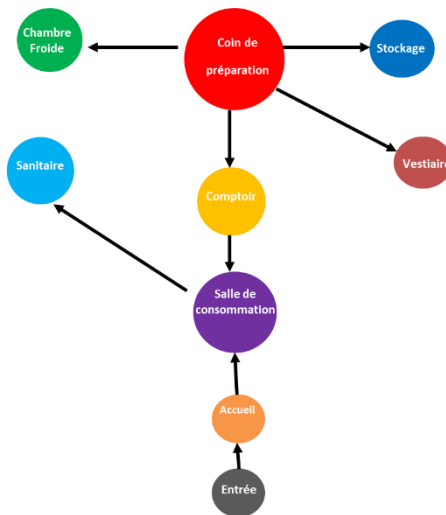 Chambre
Froide
Coin de
préparation
Stockage
Sanitaire
Vestiaire
Comptoir
Salle de
consommation
Accueil
Entrée